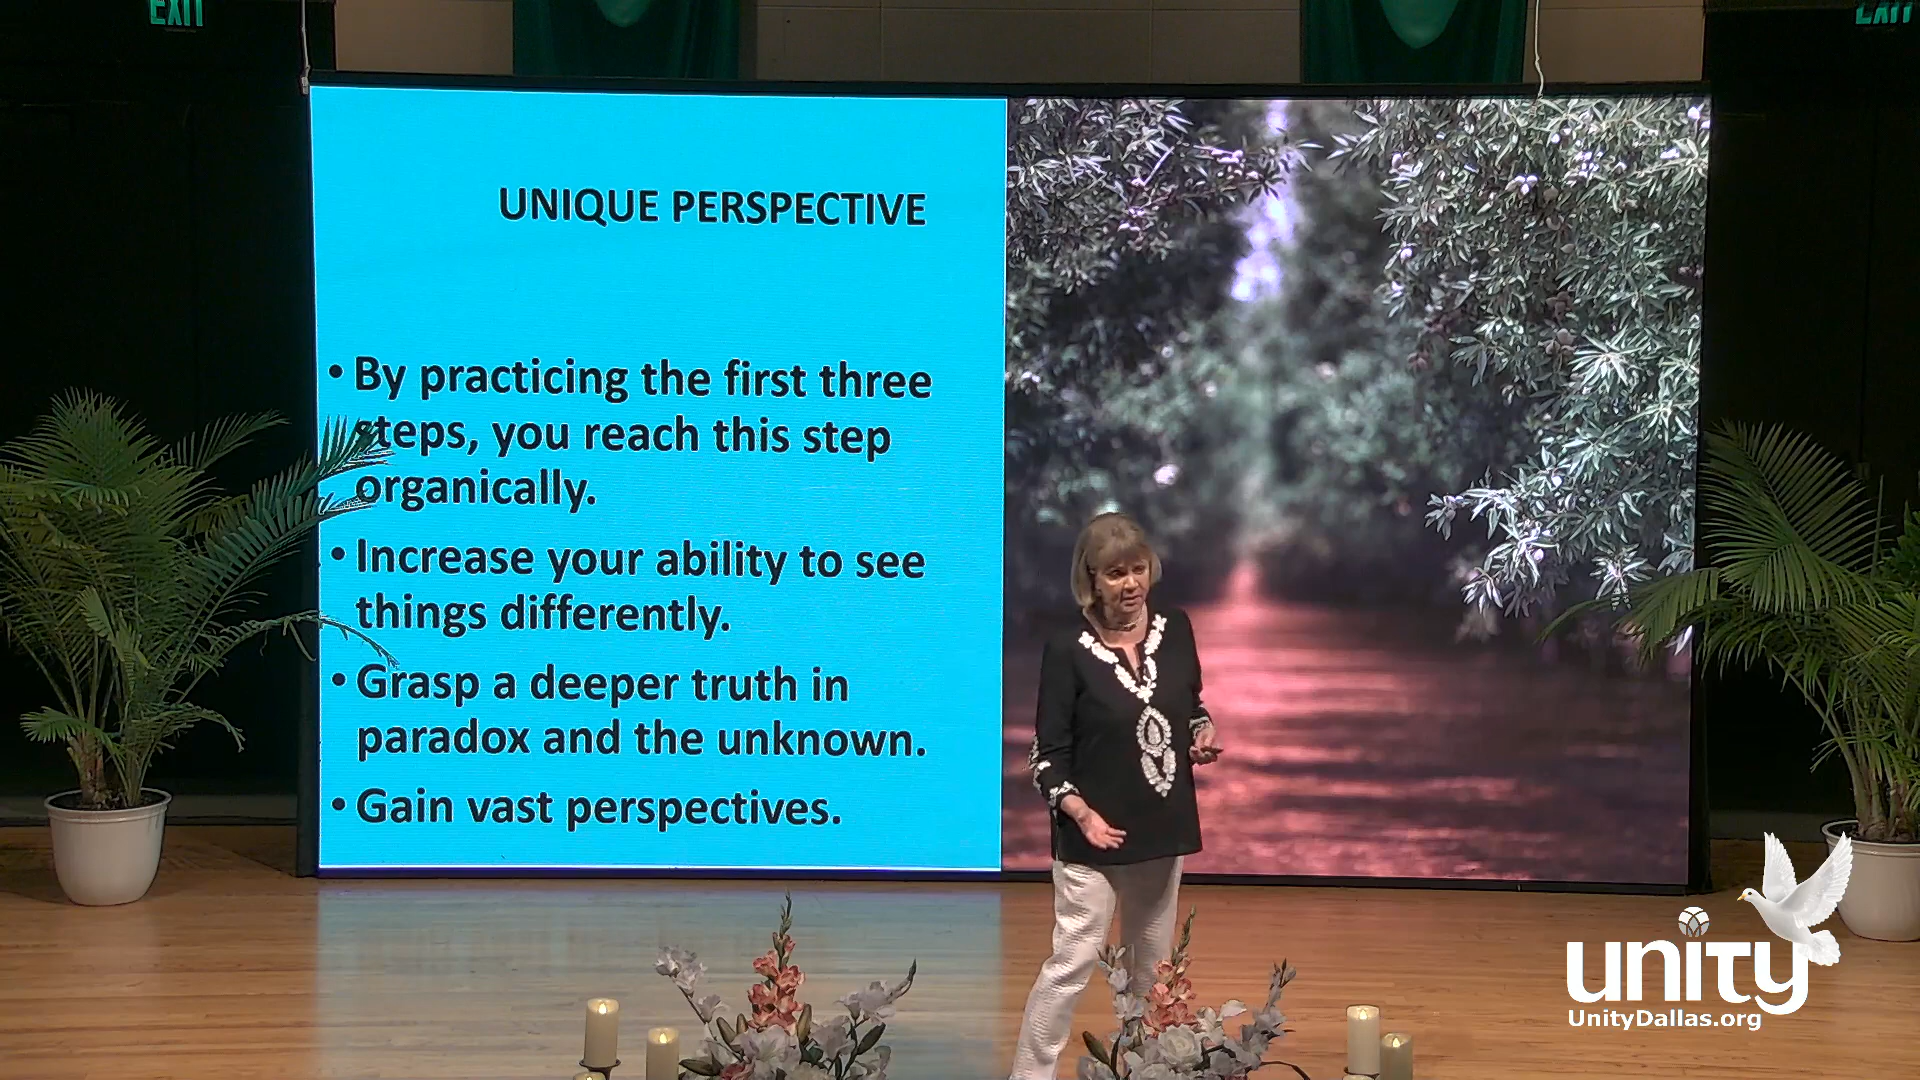 EXIT
EXIT
UNIQUE PERSPECTIVE
• By practicing the first three
steps, you reach this step
organically.
• Increase your ability to see
things differently.
• Grasp a deeper truth in
paradox and the unknown.
• Gain vast perspectives.
unity
UnityDallas.org